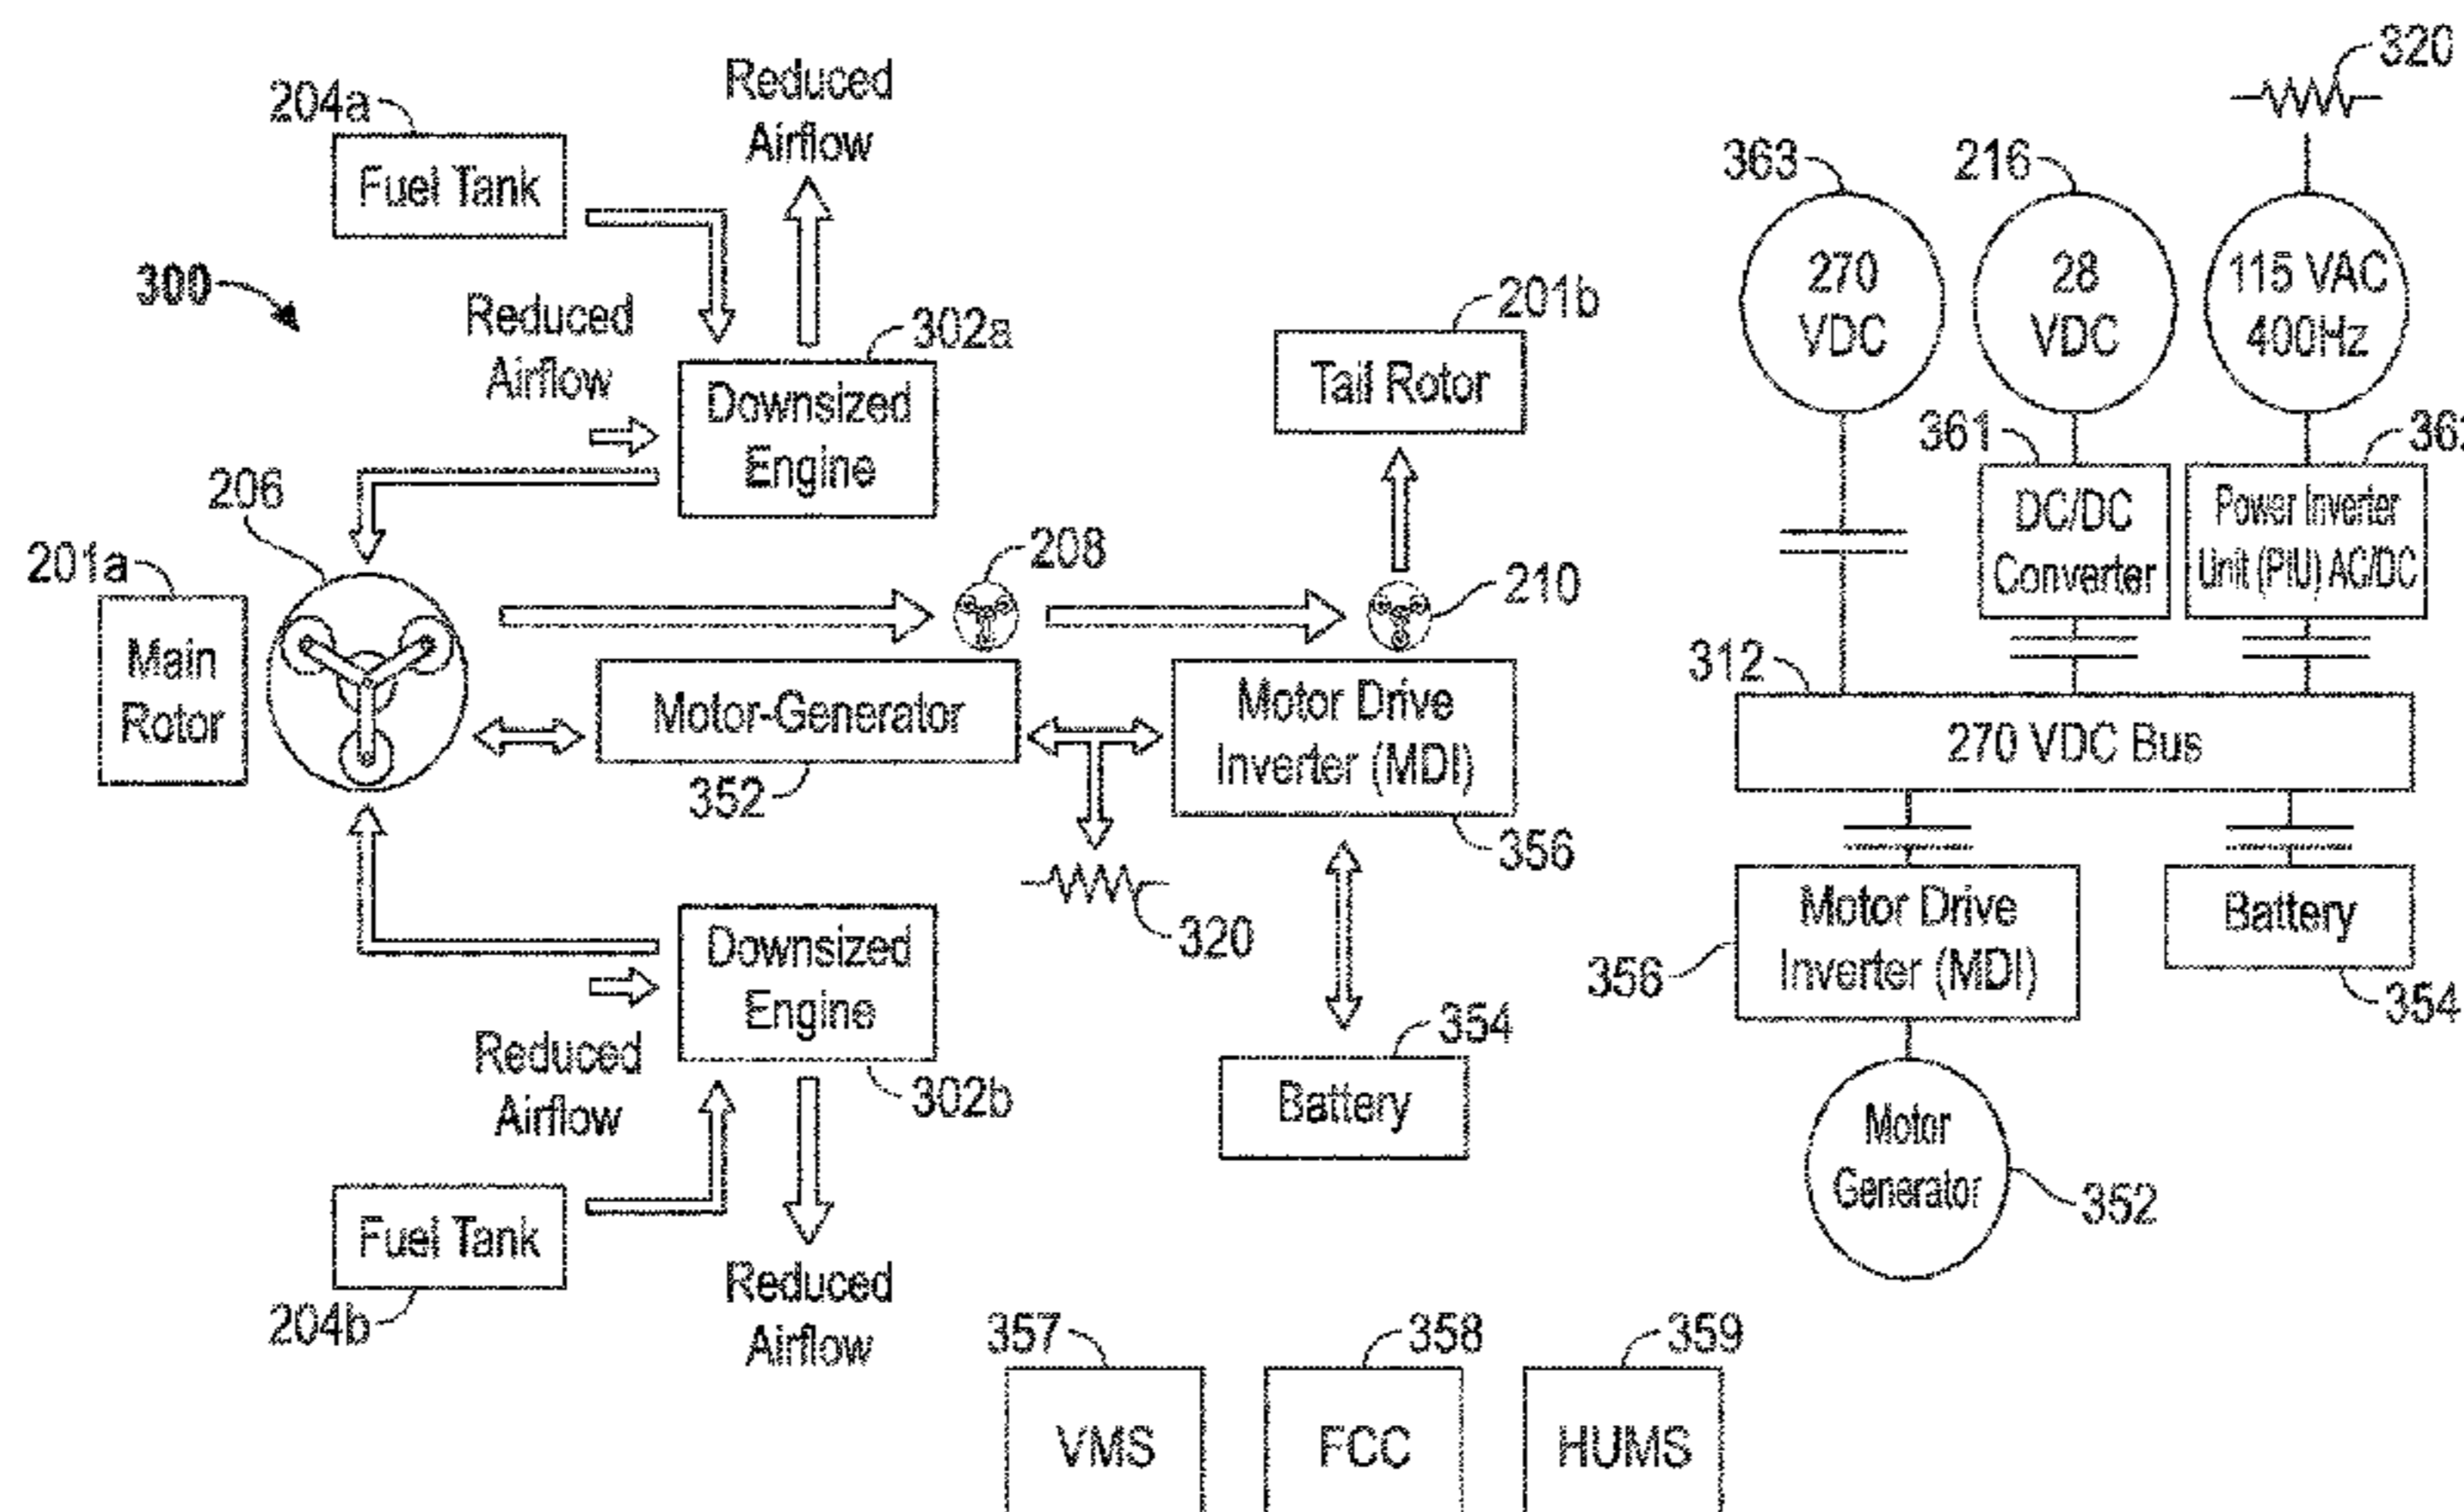 204a
Fuel Tank
Reduced
Airflow
300
Reduced
Airflow
302a
Downsized
Engine
201b
Tail Rotor
206
201a
Main
Rotor
208
210
Motor-Generator
352
Motor Drive
Inverter (MDI)
356
320
Downsized
Engine
302b
Reduced
Airflow
354
Battery
Fuel Tank
204b
Reduced
Airflow
320
363
270
VDC
216
28
VDC
115 VAC
400Hz
361
DC/DC
Converter
Power Inverter
Unit (PIU) AC/DC
312
270 VDC Bus
356
Motor Drive
Inverter (MDI)
Battery
354
Motor
Generator
352
357
VMS
358
FCC
359
HUMS